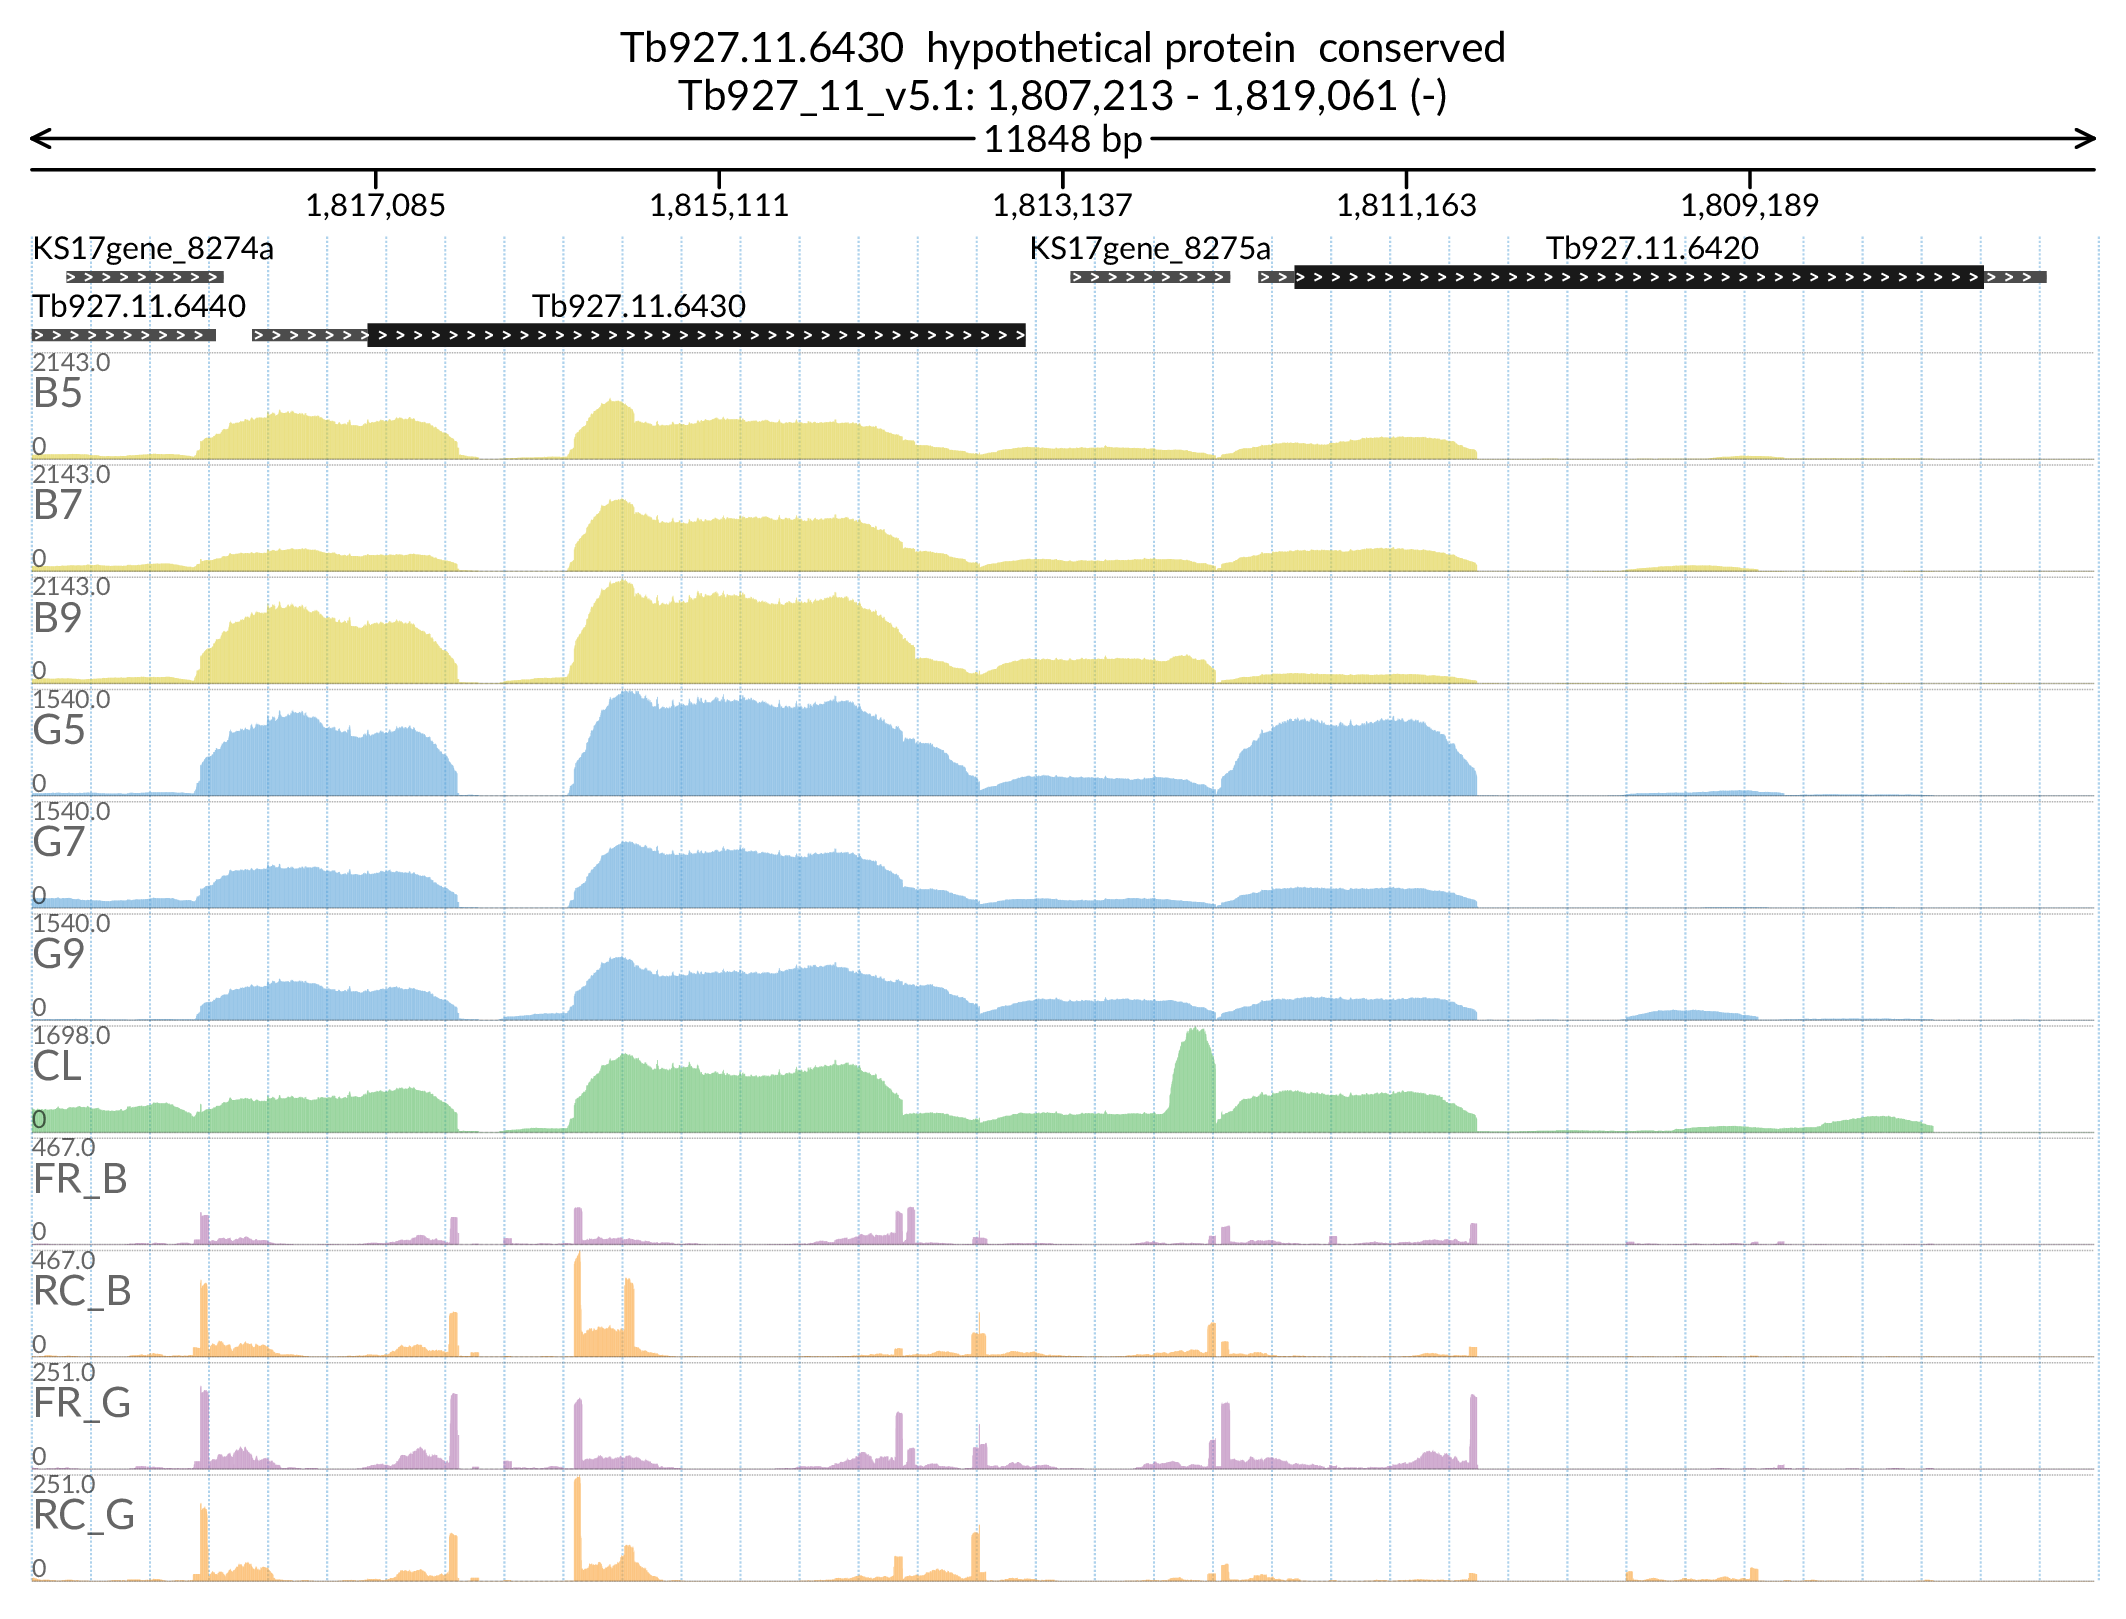 Tb927.11.6430  hypothetical protein  conserved
Tb927_11_v5.1: 1,807,213 - 1,819,061 (-)
11848 bp
1,817,085 1,815,111 1,813,137 1,811,163 1,809,189
KS17gene_8274a KS17gene_8275a Tb927.11.6420
Tb927.11.6440 Tb927.11.6430
2143.0
B5
0
2143.0
B7
0
2143.0
B9
0
1540.0
G5
0
1540.0
G7
0
1540.0
G9
0
1698.0
CL
0
467.0
FR_B
0
467.0
RC_B
0
251.0
FR_G
0
251.0
RC_G
0